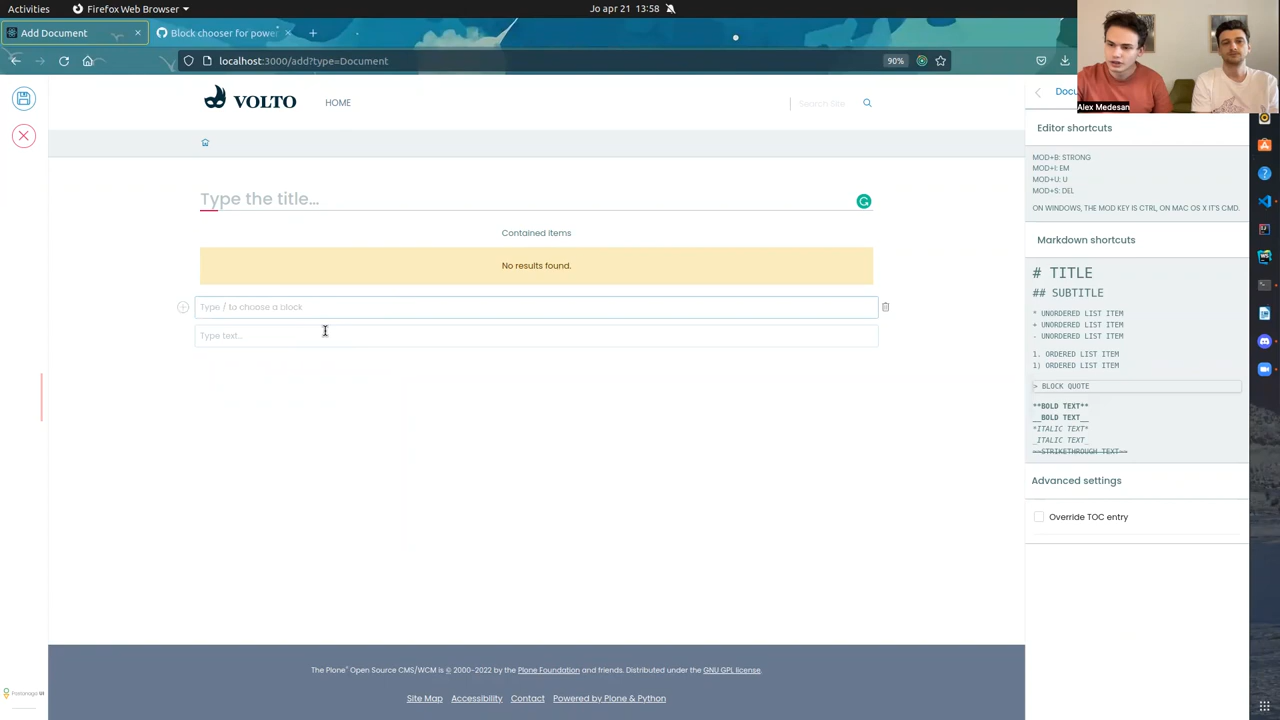 Activities
Firefox Web Browser
Jo apr 21 13:58
Add Document
Block chooser for power
localhost:3000/add?type=Document
90%
VOLTO
HOME
Search Site
Alex Medesan
Type the title...
Contained items
No results found.
Type / to choose a block
Type text...
Docu
Editor shortcuts
MOD+B: STRONG
MOD+I: EM
MOD+U: U
MOD+S: DEL
ON WINDOWS, THE MOD KEY IS CTRL, ON MAC OS X IT'S CMD.
Markdown shortcuts
# TITLE
## SUBTITLE
* UNORDERED LIST ITEM
+ UNORDERED LIST ITEM
- UNORDERED LIST ITEM
1. ORDERED LIST ITEM
1) ORDERED LIST ITEM
> BLOCK QUOTE
**BOLD TEXT**
__BOLD TEXT__
*ITALIC TEXT*
_ITALIC TEXT_
~~STRIKETHROUGH TEXT~~
Advanced settings
Override TOC entry
The Plone® Open Source CMS/WCM is © 2000-2022 by the Plone Foundation and friends. Distributed under the GNU GPL license.
Site Map
Accessibility
Contact
Powered by Plone & Python